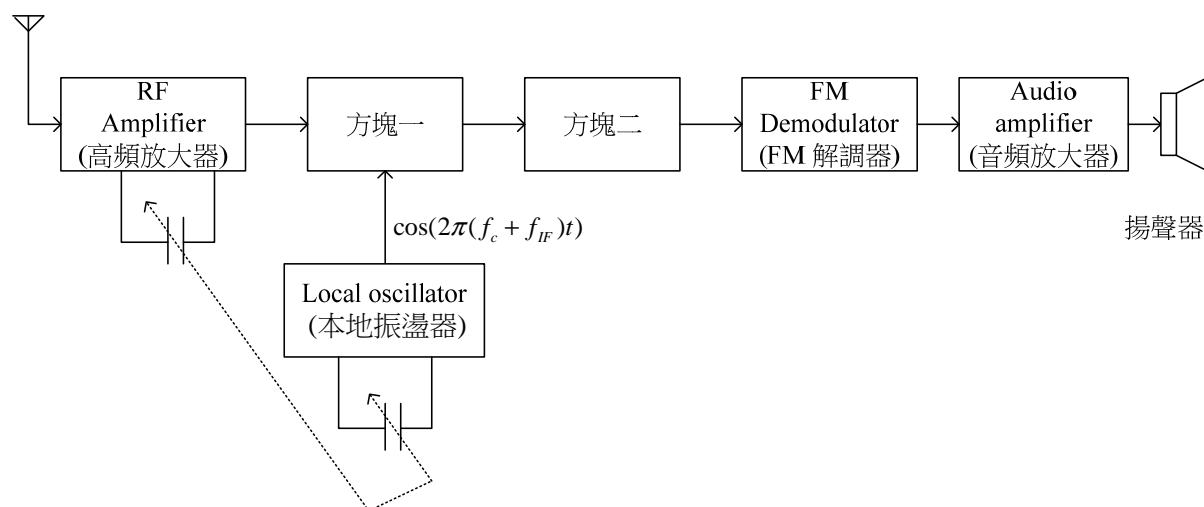 RF
Amplifier
(高頻放大器)
方塊一
方塊二
FM
Demodulator
(FM 解調器)
Audio
amplifier
(音頻放大器)
揚聲器
cos(2π(f_c + f_IF)t)
Local oscillator
(本地振盪器)